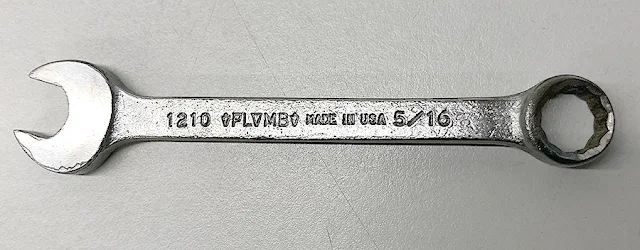 1210 ∇PLVMB∇ MADE IN USA 5/16